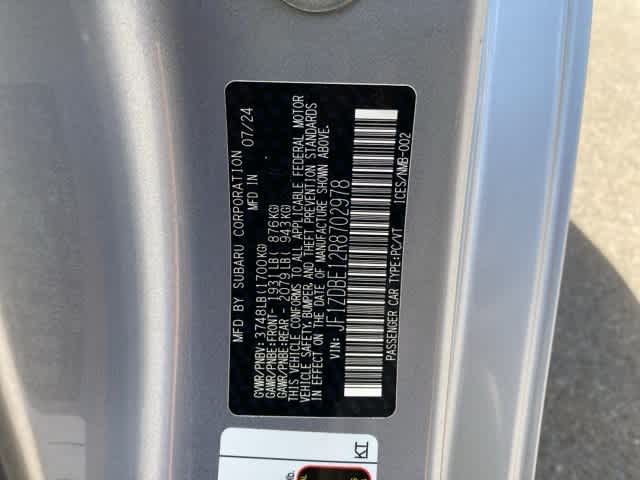 MFD BY SUBARU CORPORATION 07/24
MFD IN
GVWR/PNBV: 3748LB(1700KG)
GAWR/PNBE:FRONT- 1931LB( 876KG)
GAWR/PNBE:REAR - 2079LB( 943KG)
THIS VEHICLE CONFORMS TO ALL APPLICABLE FEDERAL MOTOR
VEHICLE SAFETY, BUMPER, AND THEFT PREVENTION STANDARDS
IN EFFECT ON THE DATE OF MANUFACTURE SHOWN ABOVE.
VIN: JF1ZDBE12R8702978
PASSENGER CAR TYPE:PC/VT 1CES/NMB-002
KT